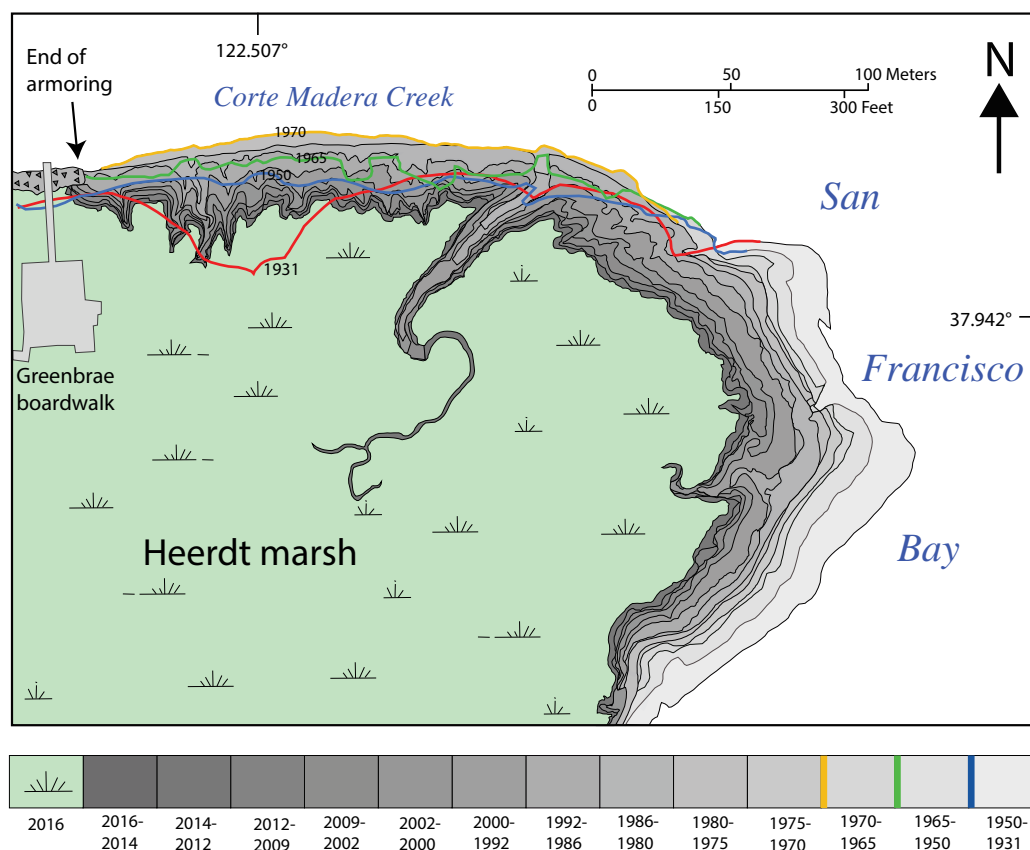 End of
armoring
122.507°
Corte Madera Creek
0 50 100 Meters
0 150 300 Feet
N
1970
1965
1950
1931
San
37.942°
Francisco
Greenbrae
boardwalk
Bay
Heerdt marsh
2016
2016-
2014
2014-
2012
2012-
2009
2009-
2002
2002-
2000
2000-
1992
1992-
1986
1986-
1980
1980-
1975
1975-
1970
1970-
1965
1965-
1950
1950-
1931